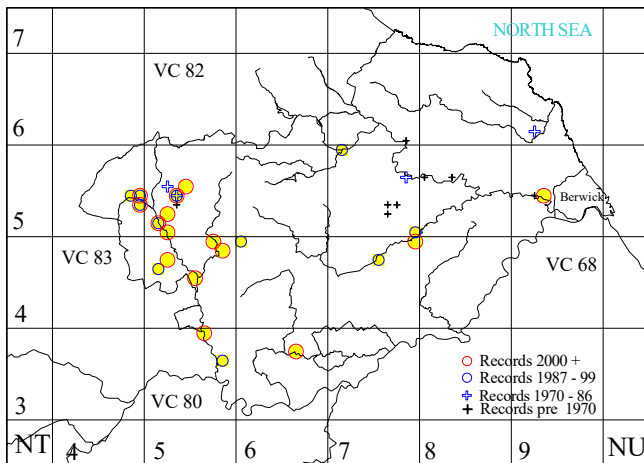 7
NORTH SEA
VC 82
6
5
Berwick
VC 83
VC 68
4
Records 2000 +
Records 1987 - 99
VC 80
Records 1970 - 86
Records pre 1970
3
NT 4 5 6 7 8 9 NU